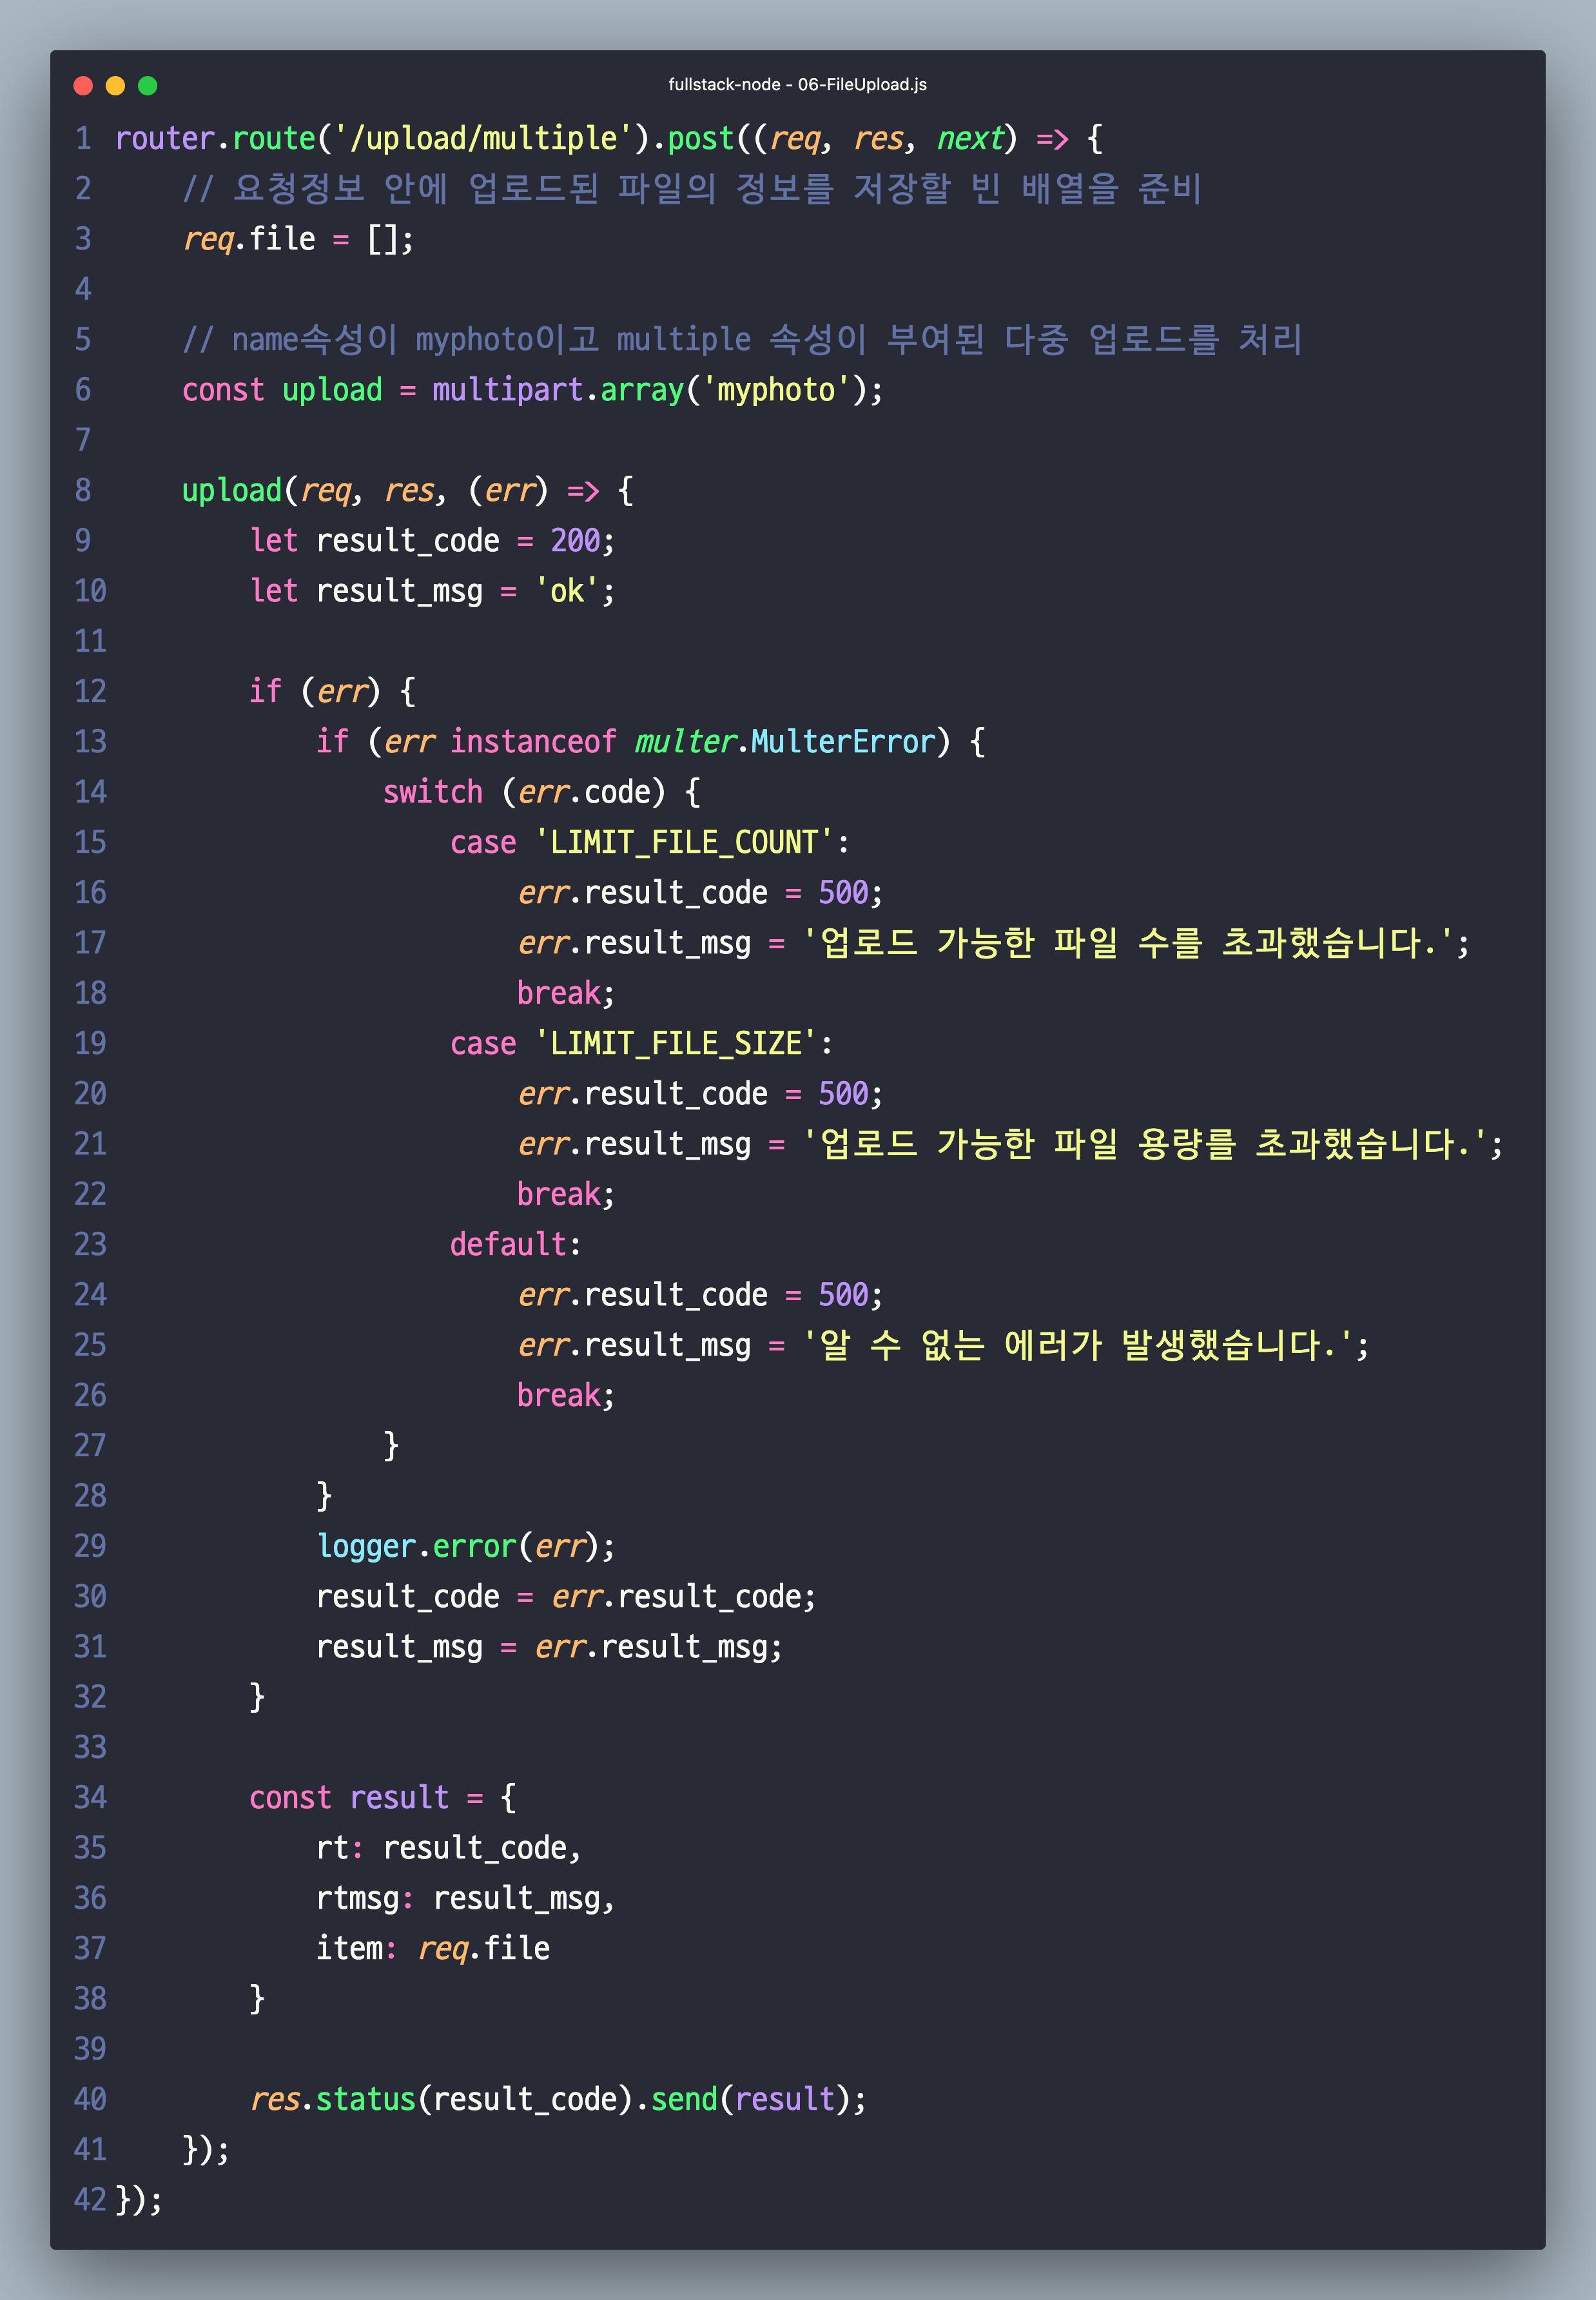 fullstack-node - 06-FileUpload.js
1 router.route('/upload/multiple').post((req, res, next) => {
2     // 요청정보 안에 업로드된 파일의 정보를 저장할 빈 배열을 준비
3     req.file = [];
4
5     // name속성이 myphoto이고 multiple 속성이 부여된 다중 업로드를 처리
6     const upload = multipart.array('myphoto');
7
8     upload(req, res, (err) => {
9         let result_code = 200;
10         let result_msg = 'ok';
11
12         if (err) {
13             if (err instanceof multer.MulterError) {
14                 switch (err.code) {
15                     case 'LIMIT_FILE_COUNT':
16                         err.result_code = 500;
17                         err.result_msg = '업로드 가능한 파일 수를 초과했습니다.';
18                         break;
19                     case 'LIMIT_FILE_SIZE':
20                         err.result_code = 500;
21                         err.result_msg = '업로드 가능한 파일 용량를 초과했습니다.';
22                         break;
23                     default:
24                         err.result_code = 500;
25                         err.result_msg = '알 수 없는 에러가 발생했습니다.';
26                         break;
27                 }
28             }
29             logger.error(err);
30             result_code = err.result_code;
31             result_msg = err.result_msg;
32         }
33
34         const result = {
35             rt: result_code,
36             rtmsg: result_msg,
37             item: req.file
38         }
39
40         res.status(result_code).send(result);
41     });
42 });